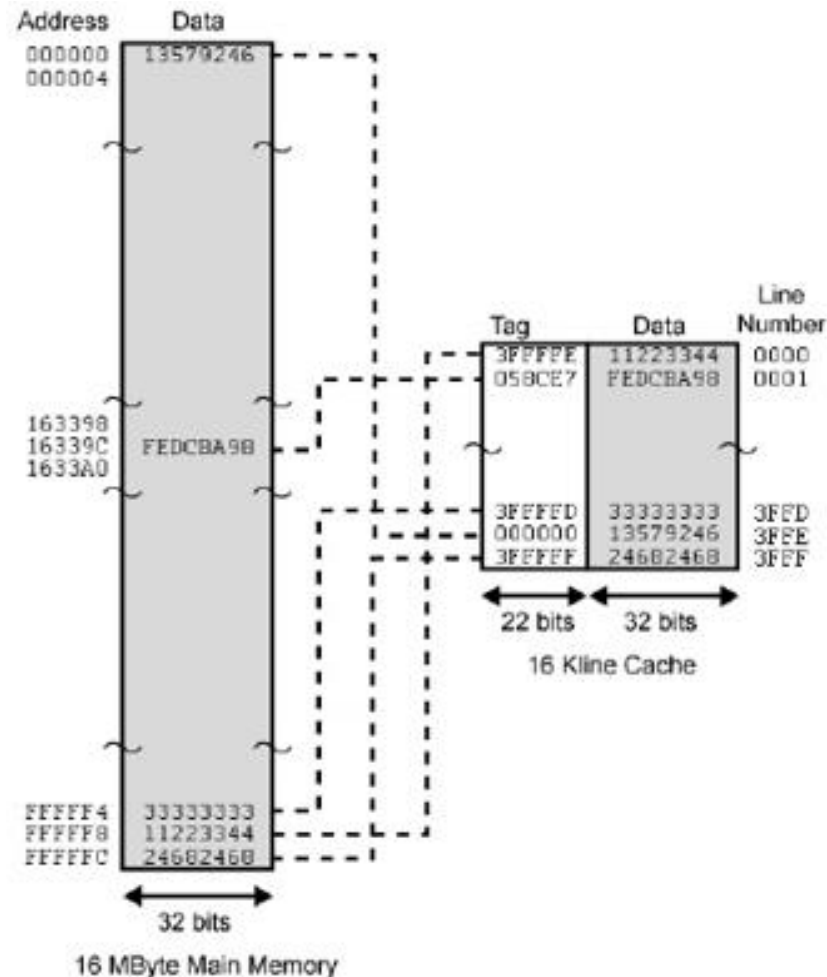 Address Data
000000 13579246
000004
163398
16339C FEDCBA98
1633A0
FFFFF4 33333333
FFFFF8 11223344
FFFFFC 24682468
32 bits
16 MByte Main Memory
Tag Data Line Number
3FFFFE 11223344 0000
058CE7 FEDCBA98 0001
3FFFFD 33333333 3FFD
000000 13579246 3FFE
3FFFFF 24682468 3FFF
22 bits 32 bits
16 Kline Cache